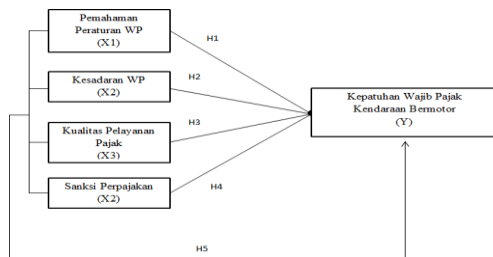 Pemahaman
Peraturan WP
(X1)
H1
Kesadaran WP
(X2)
H2
Kualitas Pelayanan
Pajak
(X3)
H3
Sanksi Perpajakan
(X2)
H4
Kepatuhan Wajib Pajak
Kendaraan Bermotor
(Y)
H5